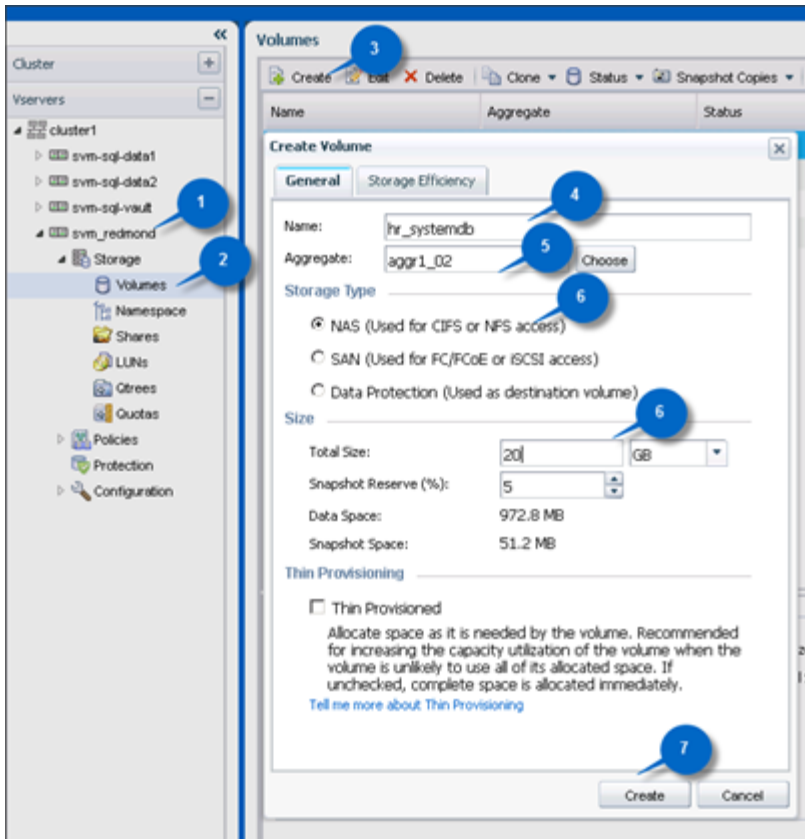 Cluster
Vservers
cluster1
svm-sql-data1
svm-sql-data2
svm-sql-vault
svm_redmond
1
Storage
Volumes
2
Namespace
Shares
LUNs
Qtrees
Quotas
Policies
Protection
Configuration
Volumes
3
Create Edit Delete Clone Status Snapshot Copies
Name Aggregate Status
Create Volume
General Storage Efficiency
4
Name: hr_systemdb
5
Aggregate: aggr1_02 Choose
Storage Type
6
NAS (Used for CIFS or NFS access)
SAN (Used for FC/FCoE or iSCSI access)
Data Protection (Used as destination volume)
Size
6
Total Size: 20 GB
Snapshot Reserve (%): 5
Data Space: 972.8 MB
Snapshot Space: 51.2 MB
Thin Provisioning
Thin Provisioned
Allocate space as it is needed by the volume. Recommended
for increasing the capacity utilization of the volume when the
volume is unlikely to use all of its allocated space. If
unchecked, complete space is allocated immediately.
Tell me more about Thin Provisioning
7
Create Cancel